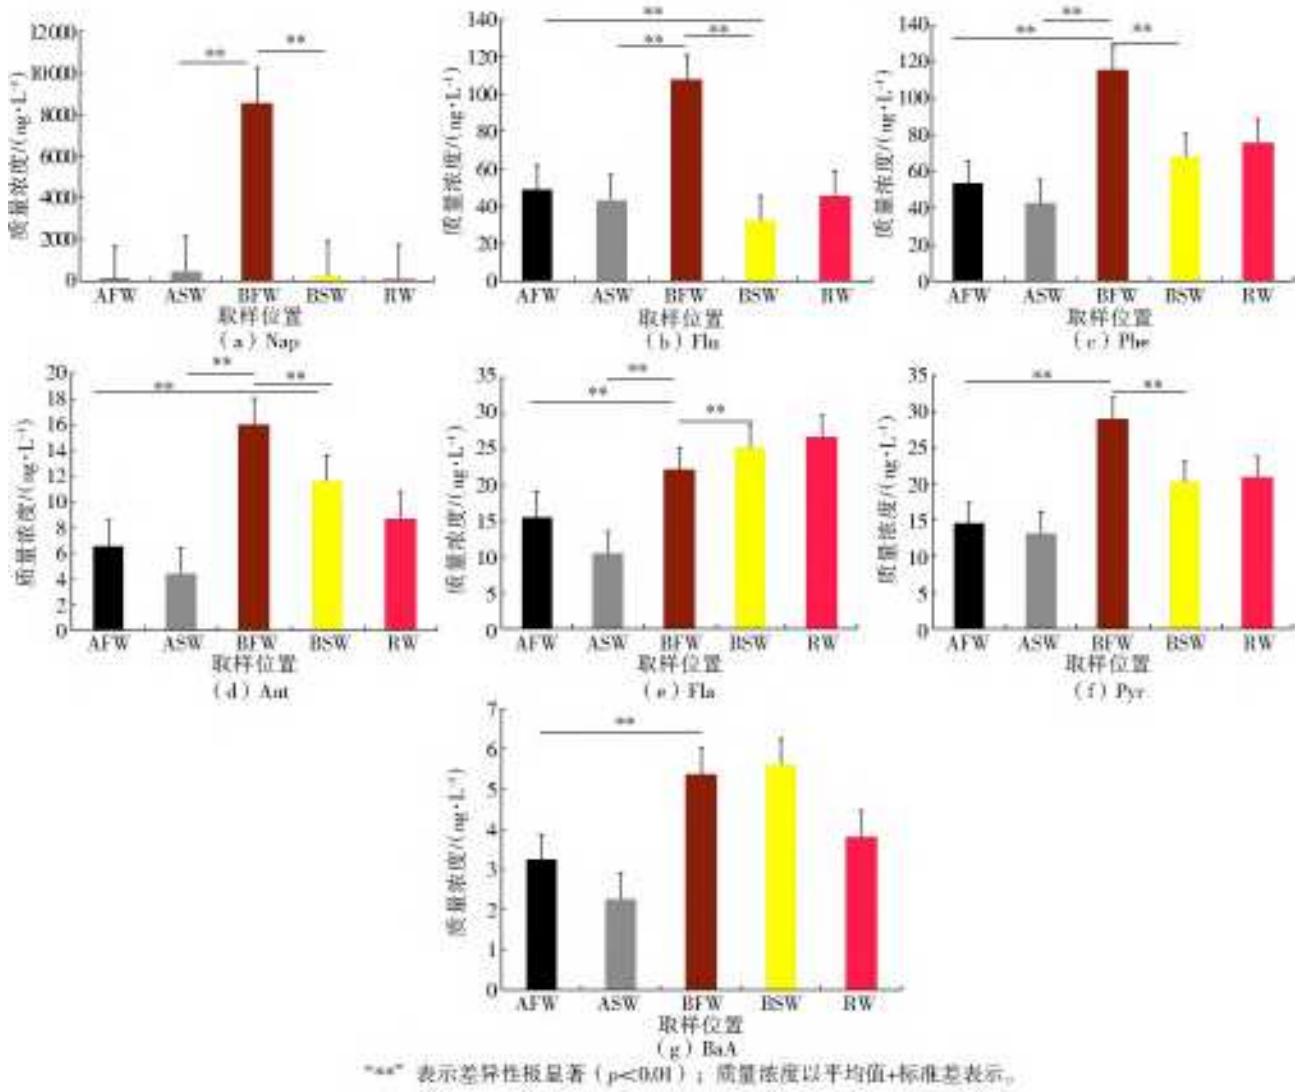 质量浓度/(ng·L⁻¹)
12000
10000
8000
6000
4000
2000
0
** **
AFW ASW BFW BSW RW
取样位置
(a) Nap
质量浓度/(ng·L⁻¹)
140
120
100
80
60
40
20
0
**
** **
AFW ASW BFW BSW RW
取样位置
(b) Flu
质量浓度/(ng·L⁻¹)
140
120
100
80
60
40
20
0
**
** **
AFW ASW BFW BSW RW
取样位置
(c) Phe
质量浓度/(ng·L⁻¹)
20
18
16
14
12
10
8
6
4
2
0
**
** **
AFW ASW BFW BSW RW
取样位置
(d) Ant
质量浓度/(ng·L⁻¹)
35
30
25
20
15
10
5
0
**
**
**
AFW ASW BFW BSW RW
取样位置
(e) Fla
质量浓度/(ng·L⁻¹)
35
30
25
20
15
10
5
0
** **
AFW ASW BFW BSW RW
取样位置
(f) Pyr
质量浓度/(ng·L⁻¹)
7
6
5
4
3
2
1
0
**
AFW ASW BFW BSW RW
取样位置
(g) BaA
"**" 表示差异性极显著(p<0.01);质量浓度以平均值+标准差表示。